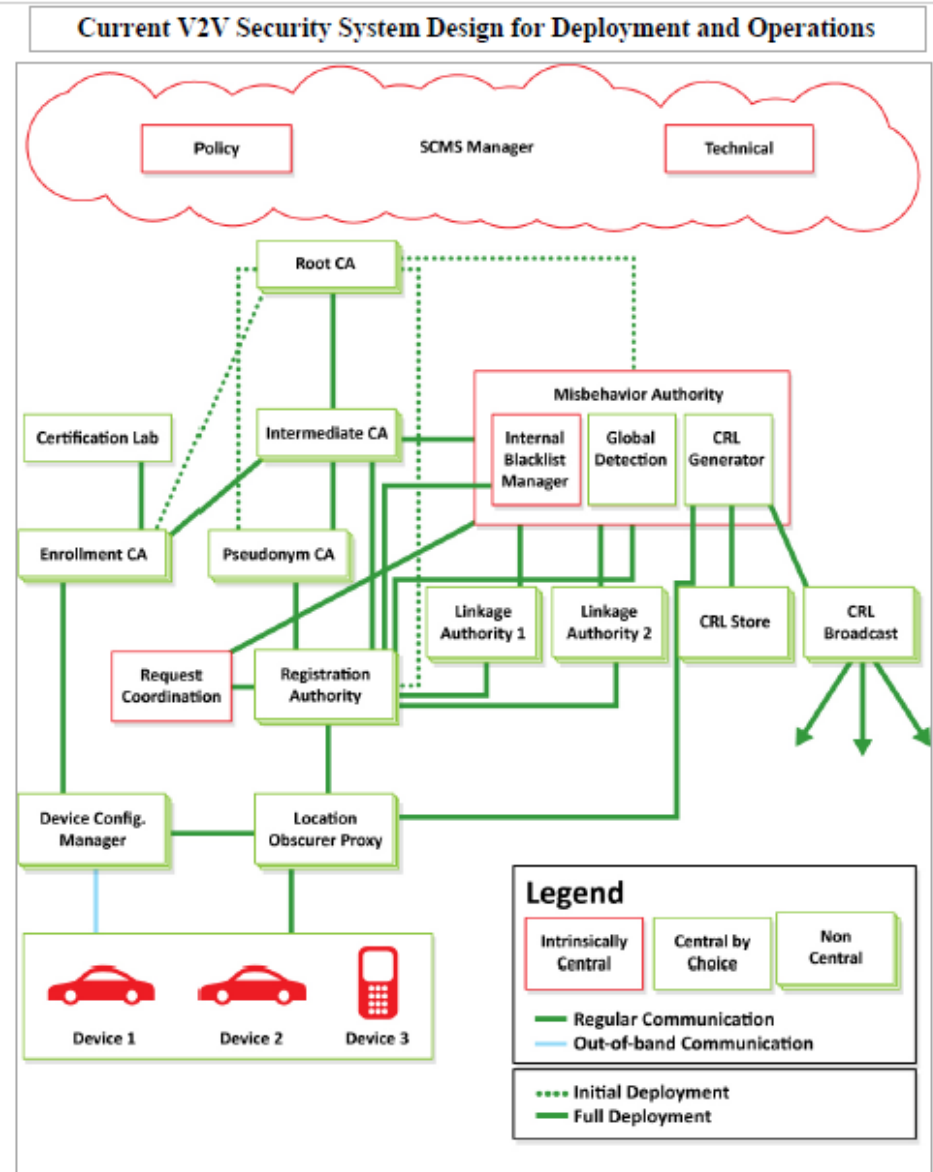 Current V2V Security System Design for Deployment and Operations
Policy
SCMS Manager
Technical
Root CA
Misbehavior Authority
Certification Lab
Intermediate CA
Internal
Blacklist
Manager
Global
Detection
CRL
Generator
Enrollment CA
Pseudonym CA
Linkage
Authority 1
Linkage
Authority 2
CRL Store
CRL
Broadcast
Request
Coordination
Registration
Authority
Device Config.
Manager
Location
Obscurer Proxy
Device 1
Device 2
Device 3
Legend
Intrinsically
Central
Central by
Choice
Non
Central
Regular Communication
Out-of-band Communication
Initial Deployment
Full Deployment